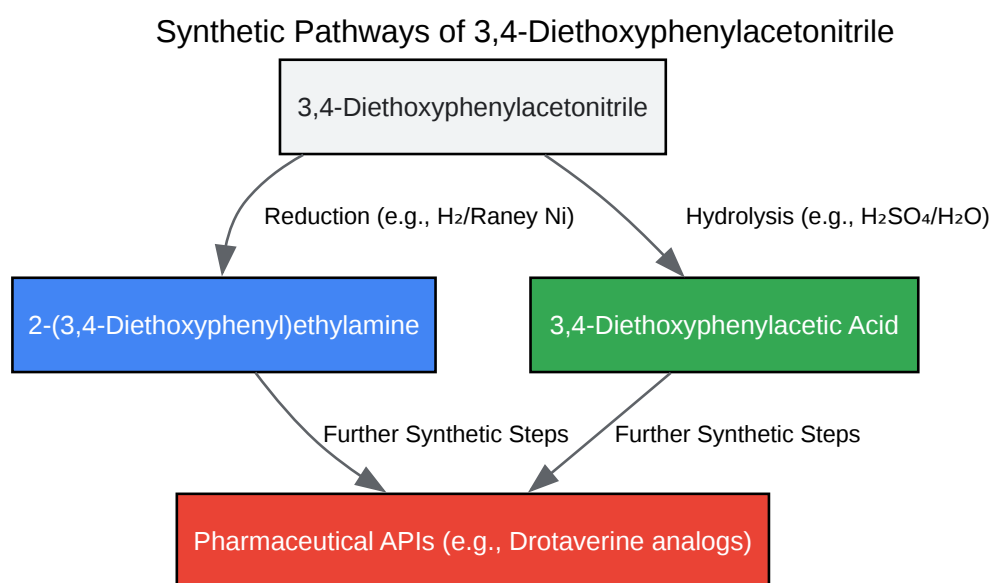 Synthetic Pathways of 3,4-Diethoxyphenylacetonitrile
3,4-Diethoxyphenylacetonitrile
Reduction (e.g., H₂/Raney Ni)
Hydrolysis (e.g., H₂SO₄/H₂O)
2-(3,4-Diethoxyphenyl)ethylamine
3,4-Diethoxyphenylacetic Acid
Further Synthetic Steps
Further Synthetic Steps
Pharmaceutical APIs (e.g., Drotaverine analogs)